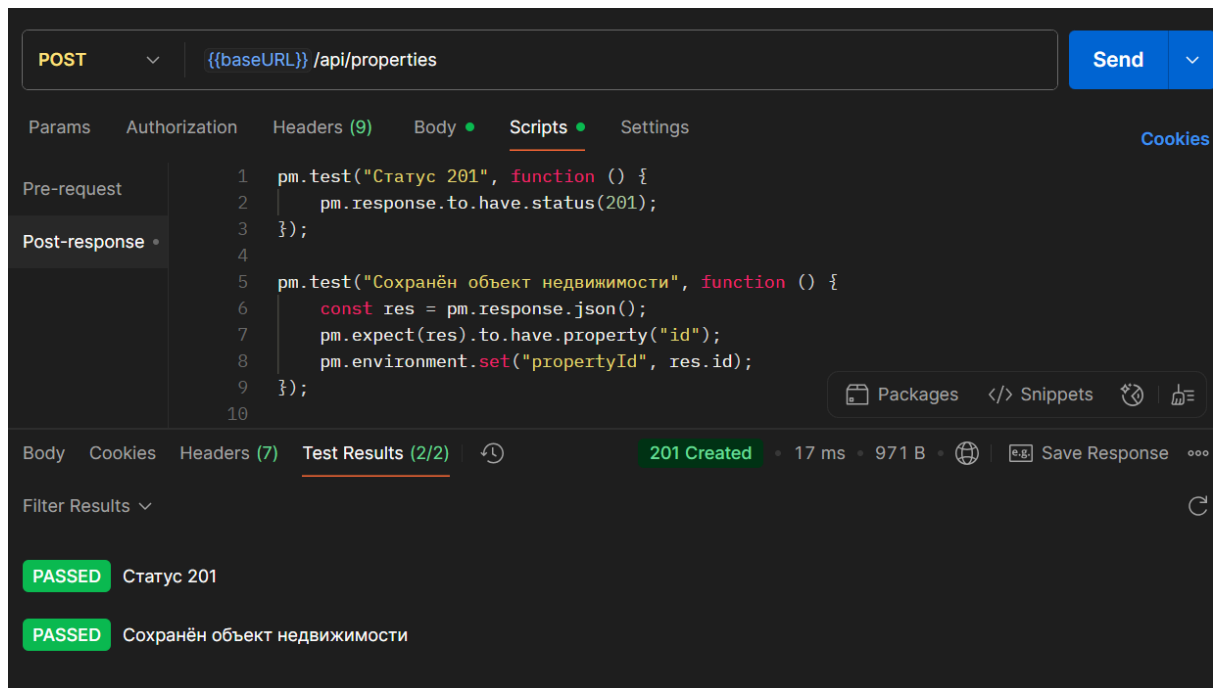 POST {{baseURL}} /api/properties Send
Params Authorization Headers (9) Body Scripts Settings Cookies
Pre-request
Post-response
1 pm.test("Статус 201", function () {
2 pm.response.to.have.status(201);
3 });
4
5 pm.test("Сохранён объект недвижимости", function () {
6 const res = pm.response.json();
7 pm.expect(res).to.have.property("id");
8 pm.environment.set("propertyId", res.id);
9 });
10
Packages </> Snippets
Body Cookies Headers (7) Test Results (2/2) 201 Created • 17 ms • 971 B • e.g. Save Response
Filter Results
PASSED Статус 201
PASSED Сохранён объект недвижимости